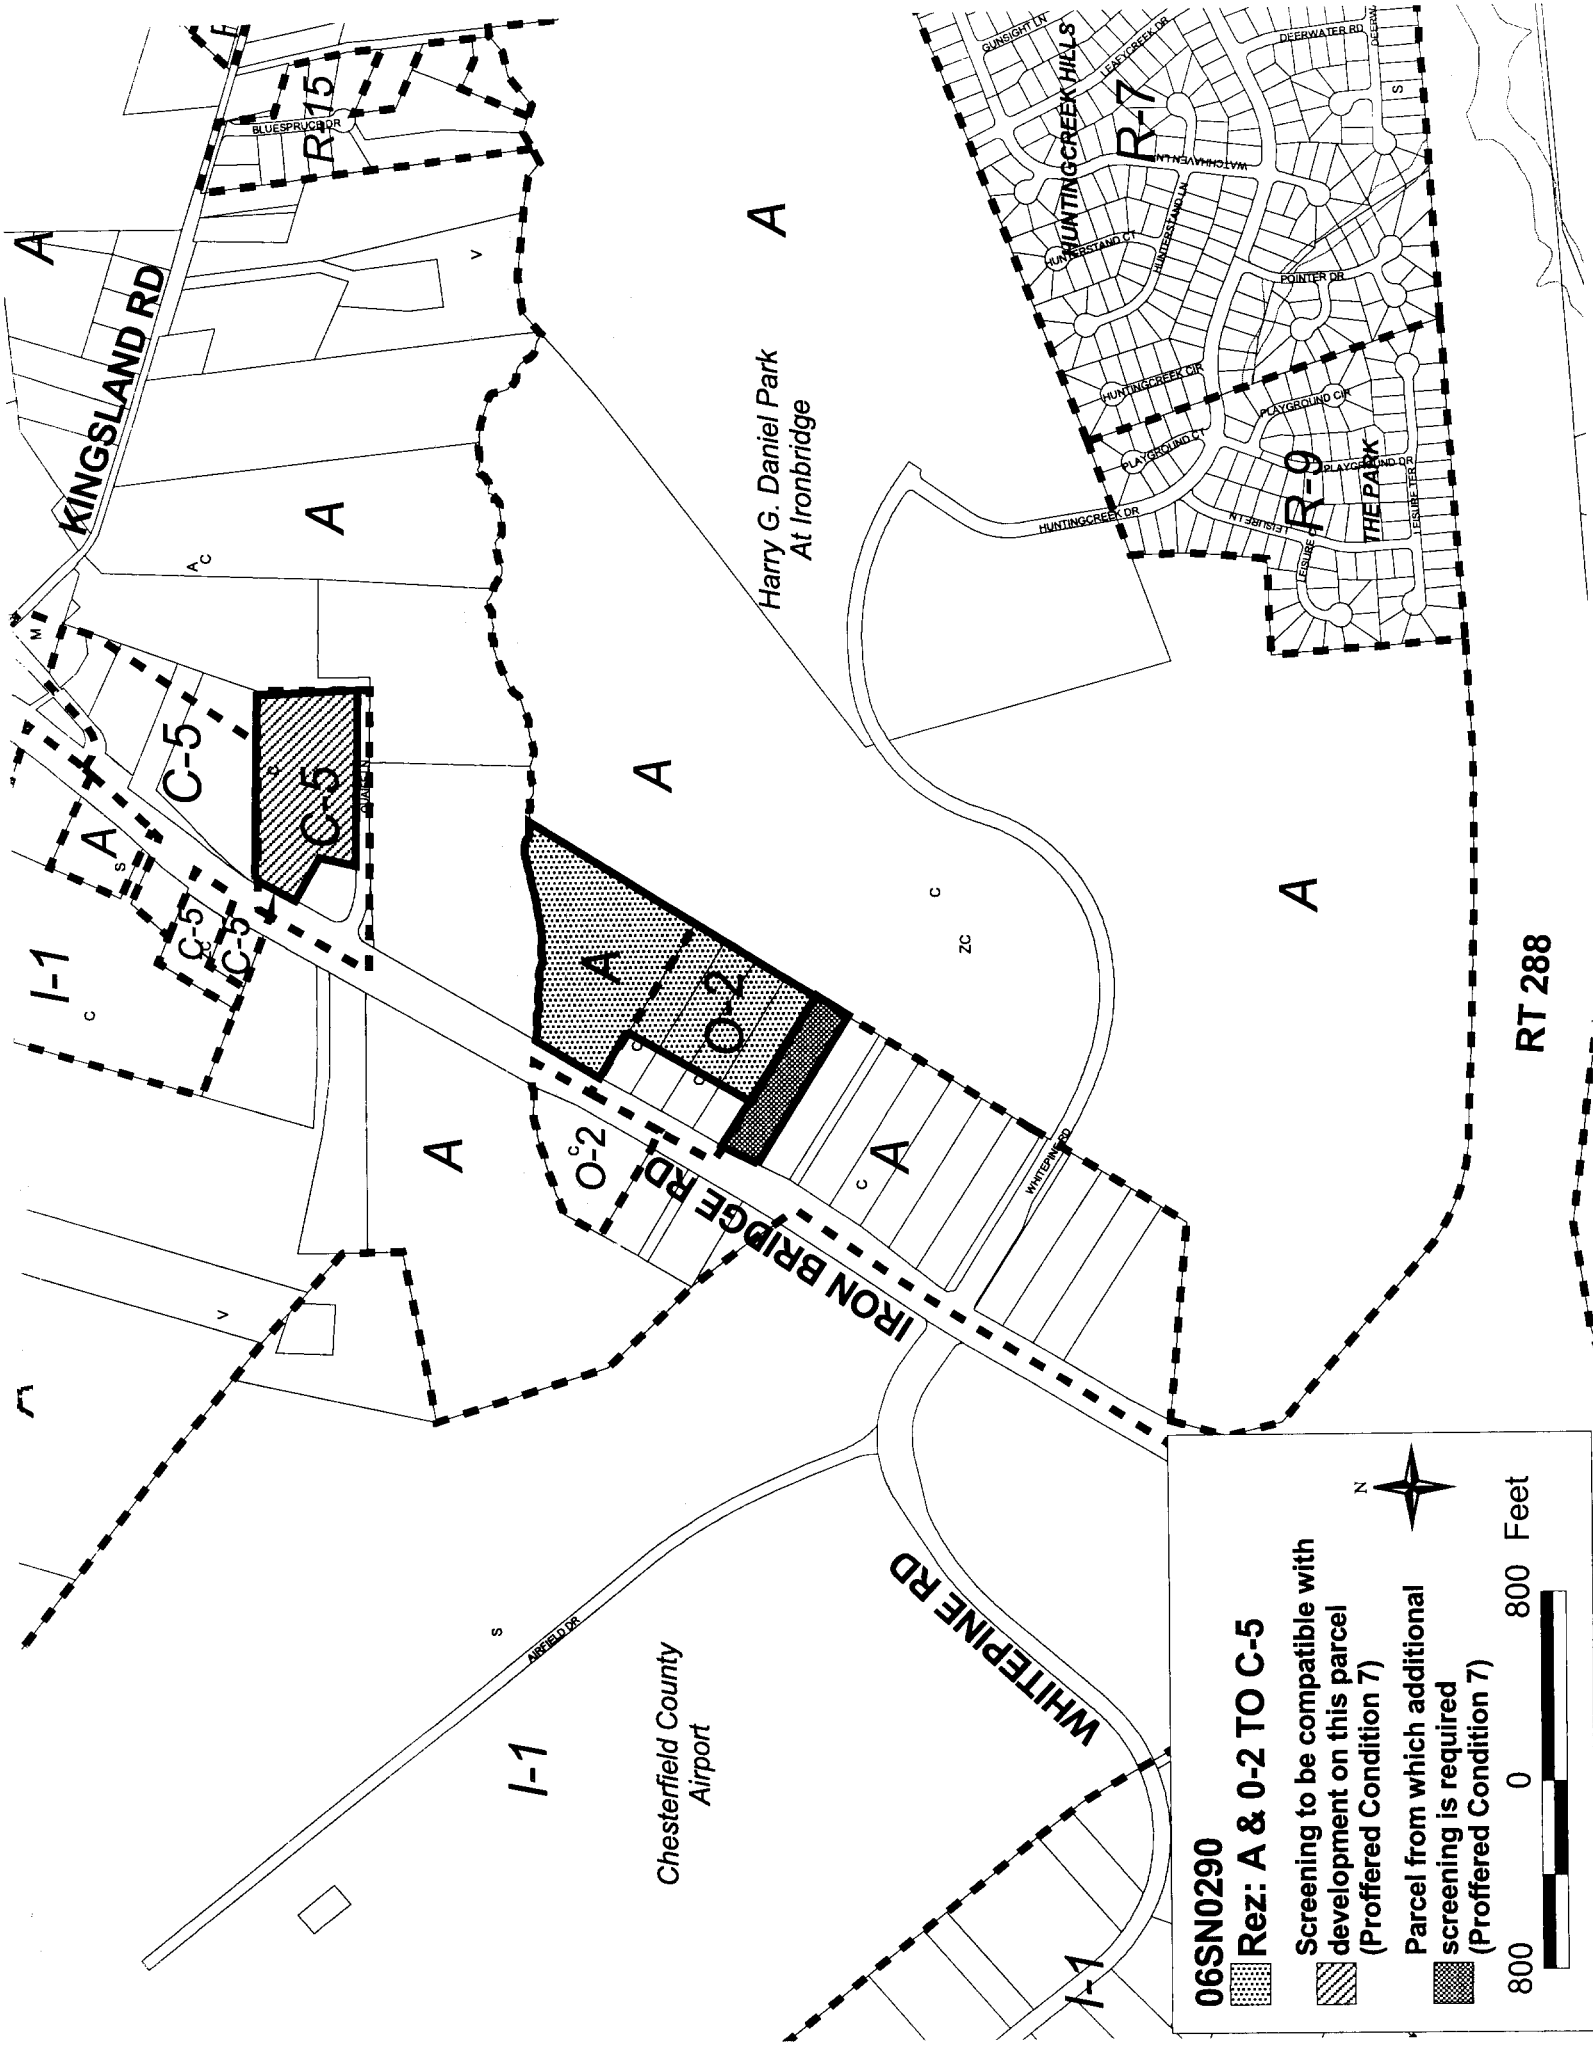 A
KINGSLAND RD
BLUESPRUCE DR
R-15
V
A
A
C
M
C-5
C
C-5
A
S
I-1
C
C-5
C
C-5
A
Harry G. Daniel Park
At Ironbridge
A
GUNSIGHT LN
LEAFYCREEK DR
DEERWATER RD
S
HUNTINGCREEK HILLS
R-7
WATCHHAVEN LN
HUNTERSTAND CT
HUNTERSTAND LN
POINTER DR
HUNTINGCREEK CIR
PLAYGROUND CIR
PLAYGROUND CT
R-9
PLAYGROUND DR
THE PARK
LEISURE TER
LEISURE LN
HUNTINGCREEK DR
A
O-2
C
C
C
ZC
A
RT 288
A
C
O-2
IRON BRIDGE RD
A
C
WHITEPINE RD
V
I-1
S
AIRFIELD DR
Chesterfield County
Airport
WHITEPINE RD
I-1
06SN0290
Rez: A & 0-2 TO C-5
Screening to be compatible with
development on this parcel
(Proffered Condition 7)
Parcel from which additional
screening is required
(Proffered Condition 7)
N
800 0 800 Feet